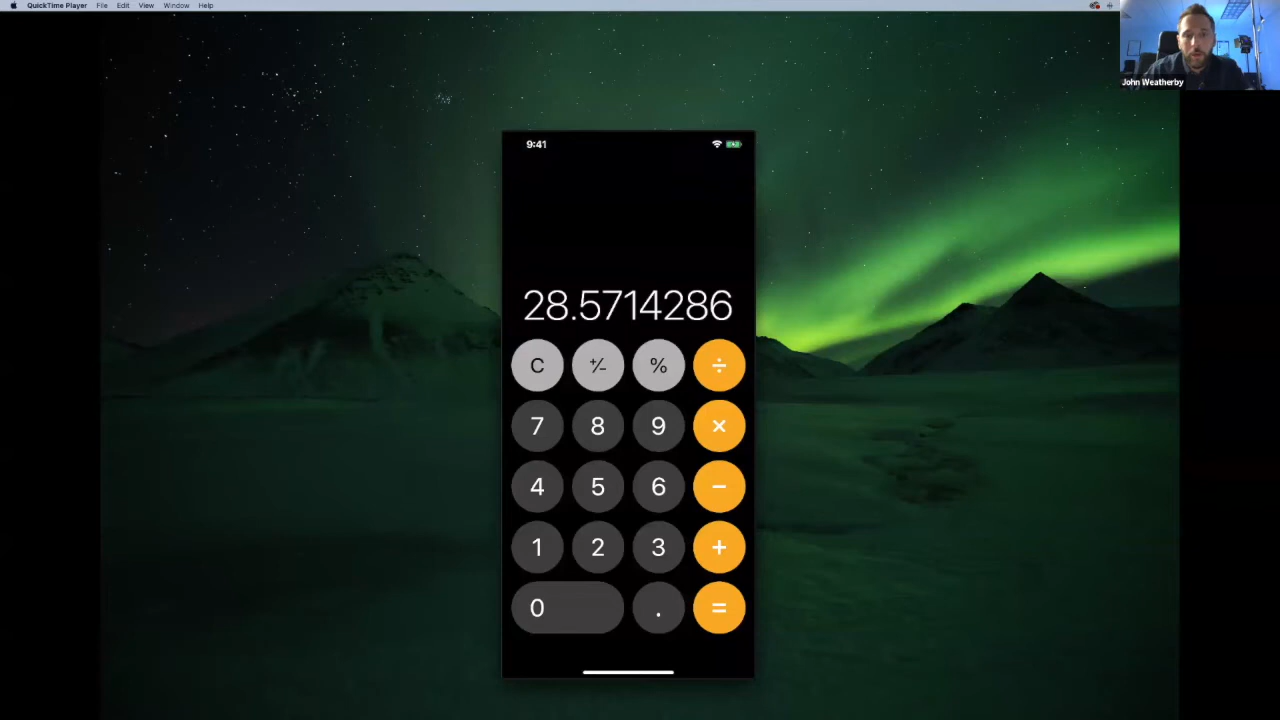 QuickTime Player File Edit View Window Help
John Weatherby
9:41
28.5714286
C +/- % ÷
7 8 9 ×
4 5 6 −
1 2 3 +
0 . =